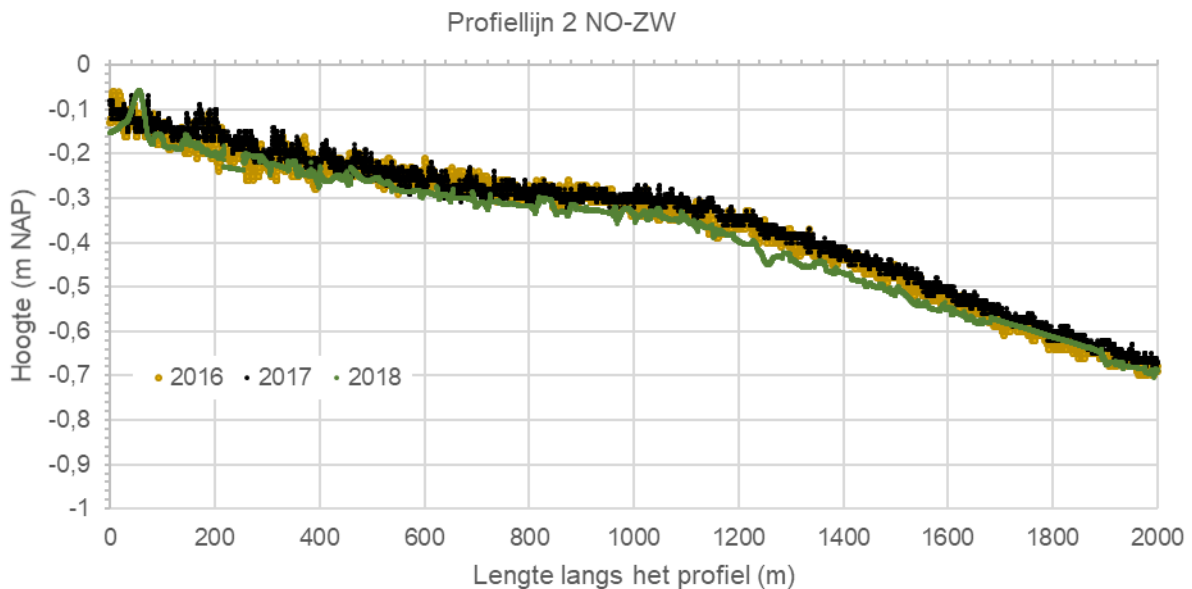 Profiellijn 2 NO-ZW
Hoogte (m NAP)
0
-0,1
-0,2
-0,3
-0,4
-0,5
-0,6
-0,7
-0,8
-0,9
-1
2016 2017 2018
0 200 400 600 800 1000 1200 1400 1600 1800 2000
Lengte langs het profiel (m)